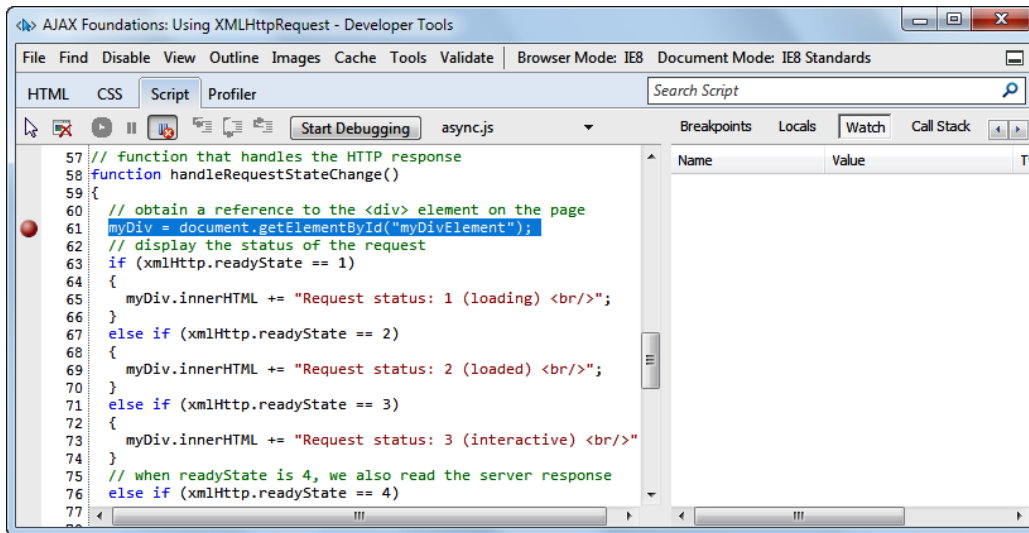 AJAX Foundations: Using XMLHttpRequest - Developer Tools
File Find Disable View Outline Images Cache Tools Validate Browser Mode: IE8 Document Mode: IE8 Standards
HTML CSS Script Profiler Search Script
Start Debugging async.js Breakpoints Locals Watch Call Stack
Name Value
57 // function that handles the HTTP response
58 function handleRequestStateChange()
59 {
60 // obtain a reference to the <div> element on the page
61 myDiv = document.getElementById("myDivElement");
62 // display the status of the request
63 if (xmlHttp.readyState == 1)
64 {
65 myDiv.innerHTML += "Request status: 1 (loading) <br/>";
66 }
67 else if (xmlHttp.readyState == 2)
68 {
69 myDiv.innerHTML += "Request status: 2 (loaded) <br/>";
70 }
71 else if (xmlHttp.readyState == 3)
72 {
73 myDiv.innerHTML += "Request status: 3 (interactive) <br/>"
74 }
75 // when readyState is 4, we also read the server response
76 else if (xmlHttp.readyState == 4)
77